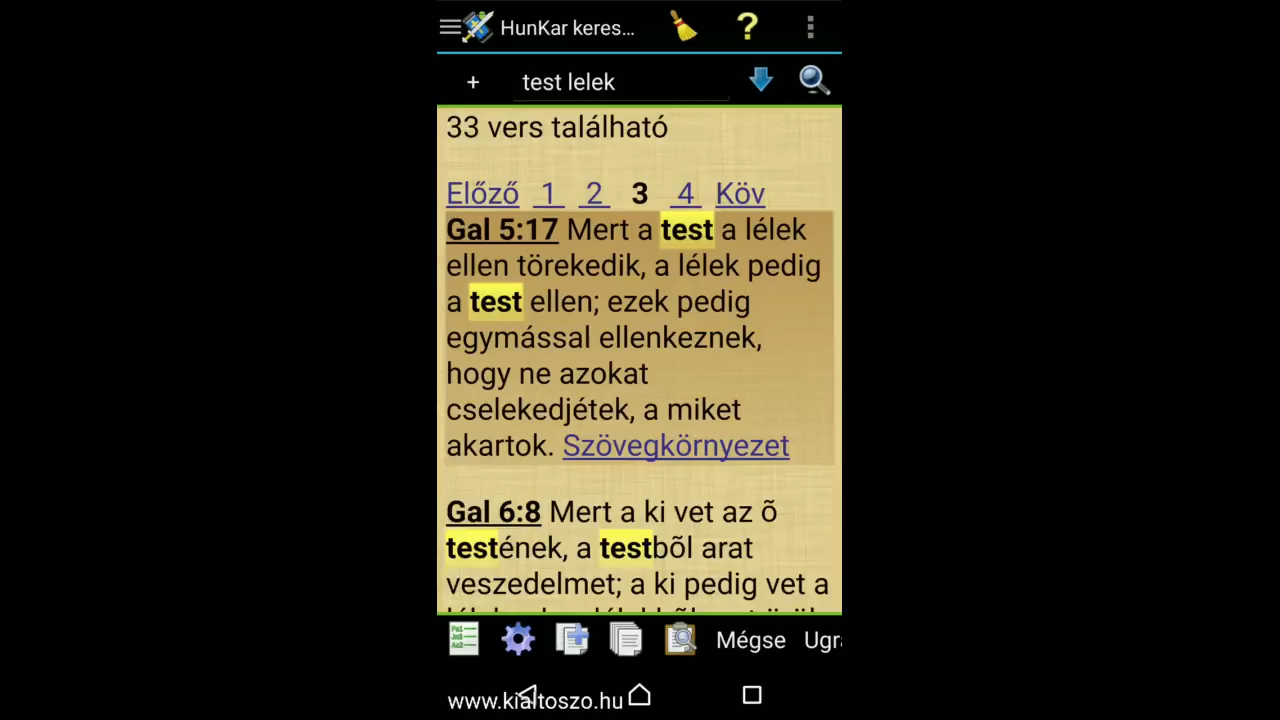 HunKar keres...
?
+ test lelek
33 vers található
Előző 1 2 3 4 Köv
Gal 5:17 Mert a test a lélek
ellen törekedik, a lélek pedig
a test ellen; ezek pedig
egymással ellenkeznek,
hogy ne azokat
cselekedjétek, a miket
akartok. Szövegkörnyezet
Gal 6:8 Mert a ki vet az õ
testének, a testbõl arat
veszedelmet; a ki pedig vet a
Mégse Ugr
www.kialtoszo.hu